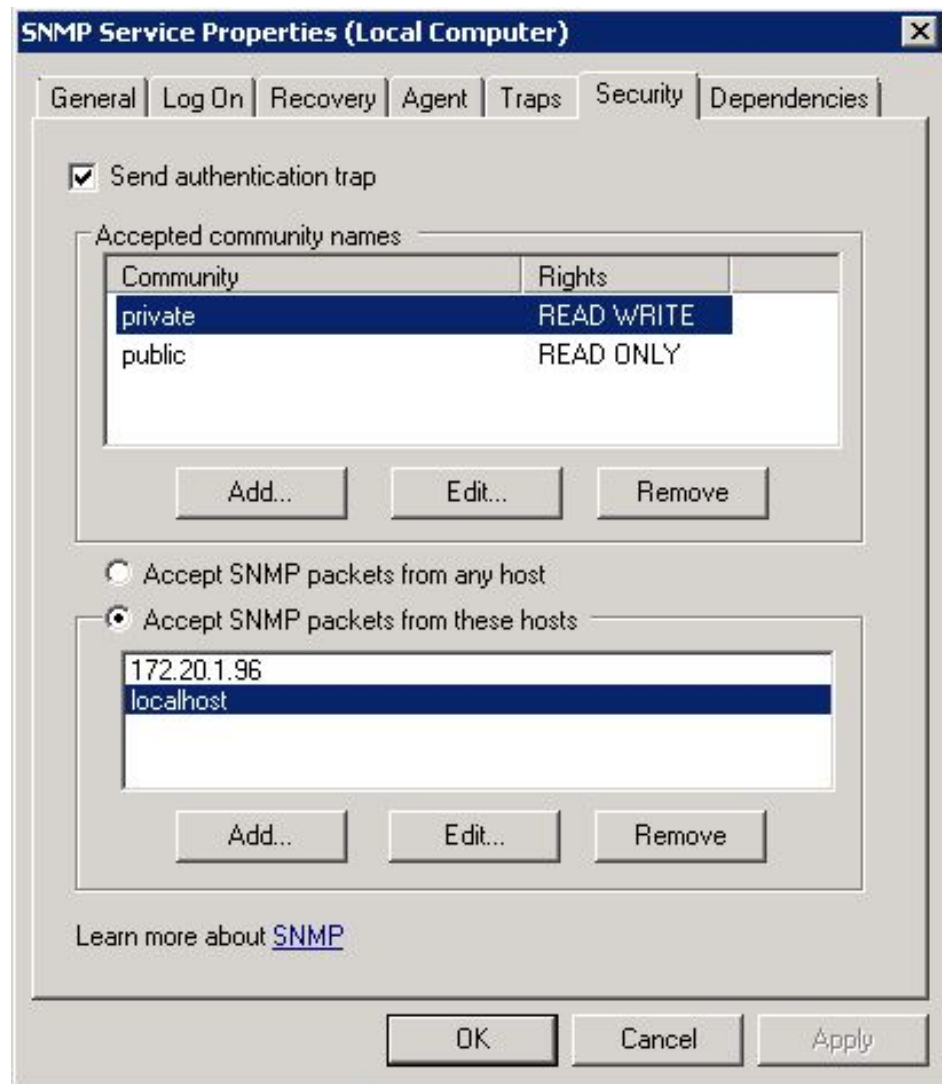 SNMP Service Properties (Local Computer)
General Log On Recovery Agent Traps Security Dependencies
Send authentication trap
Accepted community names
Community Rights
private READ WRITE
public READ ONLY
Add... Edit... Remove
Accept SNMP packets from any host
Accept SNMP packets from these hosts
172.20.1.96
localhost
Add... Edit... Remove
Learn more about SNMP
OK Cancel Apply